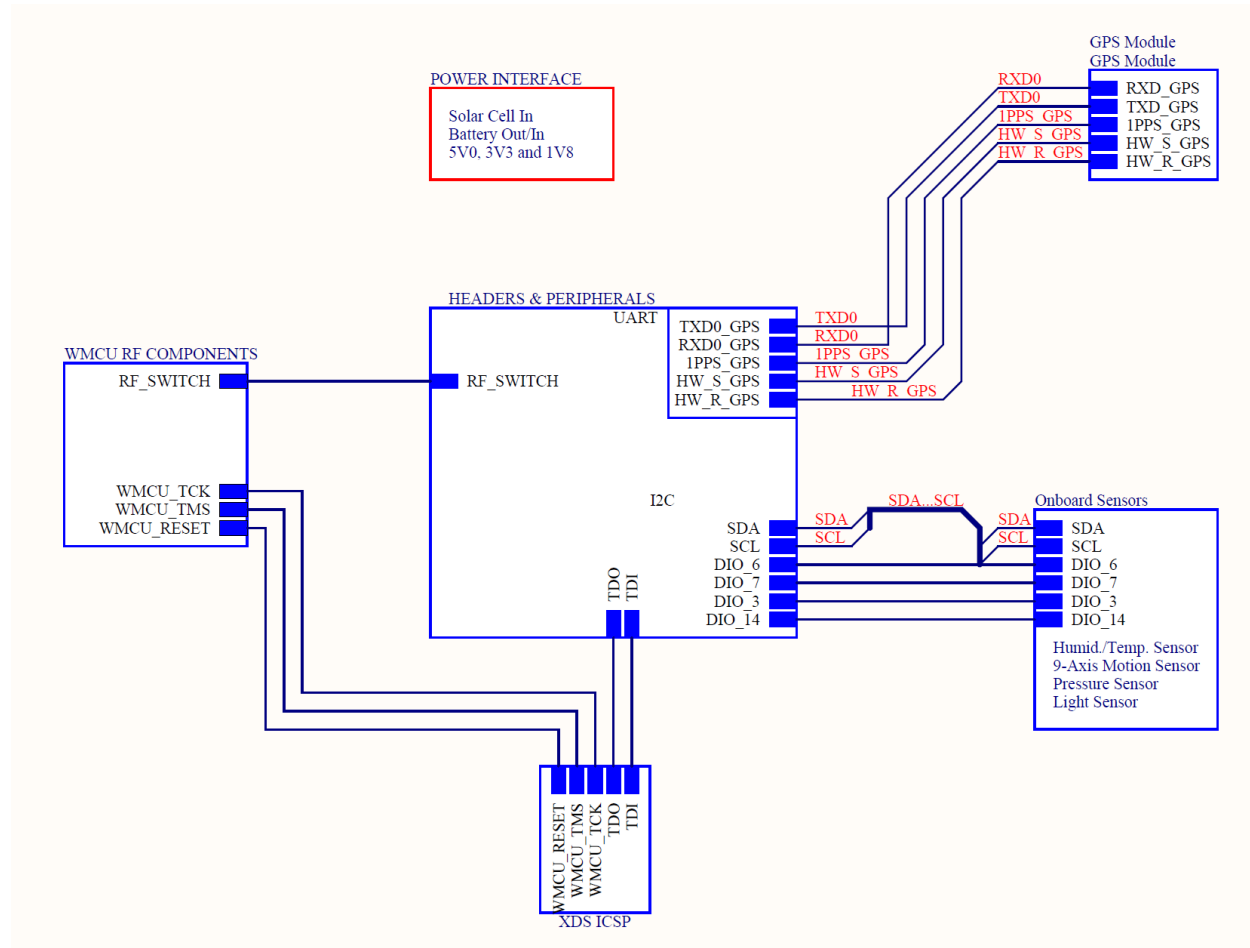 GPS Module
GPS Module
RXD0
RXD_GPS
TXD0
TXD_GPS
1PPS_GPS
1PPS_GPS
HW_S_GPS
HW_S_GPS
HW_R_GPS
HW_R_GPS
POWER INTERFACE
Solar Cell In
Battery Out/In
5V0, 3V3 and 1V8
HEADERS & PERIPHERALS
UART
TXD0_GPS
TXD0
RXD0_GPS
RXD0
1PPS_GPS
1PPS_GPS
HW_S_GPS
HW_S_GPS
HW_R_GPS
HW_R_GPS
WMCU RF COMPONENTS
RF_SWITCH
RF_SWITCH
WMCU_TCK
WMCU_TMS
WMCU_RESET
I2C
SDA...SCL
SDA
SDA
SCL
SCL
DIO_6
DIO_7
DIO_3
DIO_14
TDO
TDI
Onboard Sensors
SDA
SDA
SCL
SCL
DIO_6
DIO_7
DIO_3
DIO_14
Humid./Temp. Sensor
9-Axis Motion Sensor
Pressure Sensor
Light Sensor
WMCU_RESET
WMCU_TMS
WMCU_TCK
TDO
TDI
XDS ICSP